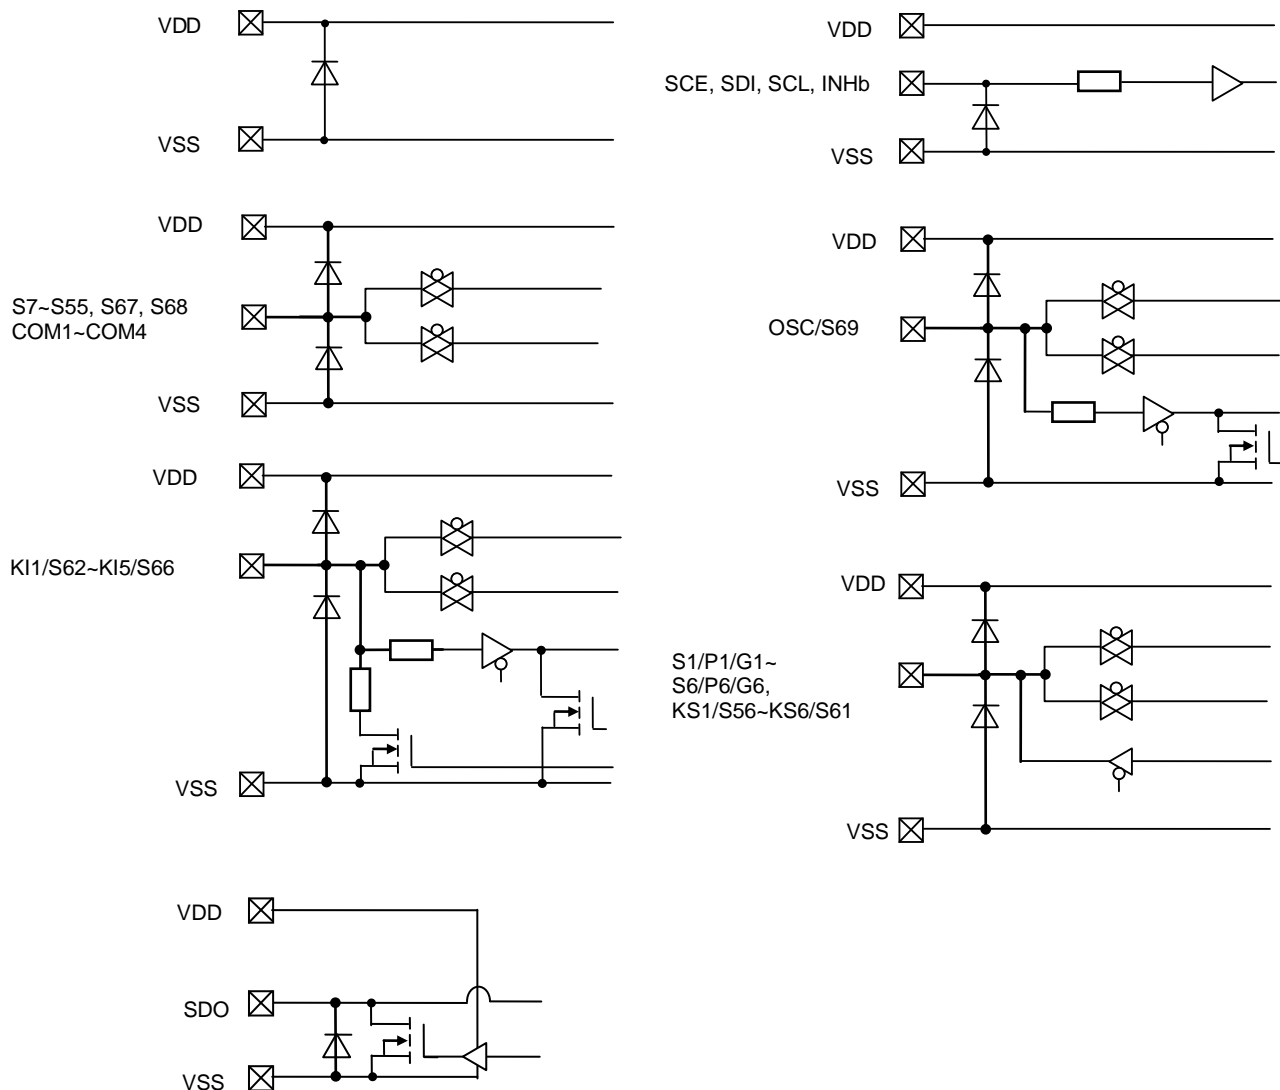 VDD
VSS
VDD
S7~S55, S67, S68
COM1~COM4
VSS
VDD
KI1/S62~KI5/S66
VSS
VDD
SDO
VSS
VDD
SCE, SDI, SCL, INHb
VSS
VDD
OSC/S69
VSS
VDD
S1/P1/G1~
S6/P6/G6,
KS1/S56~KS6/S61
VSS